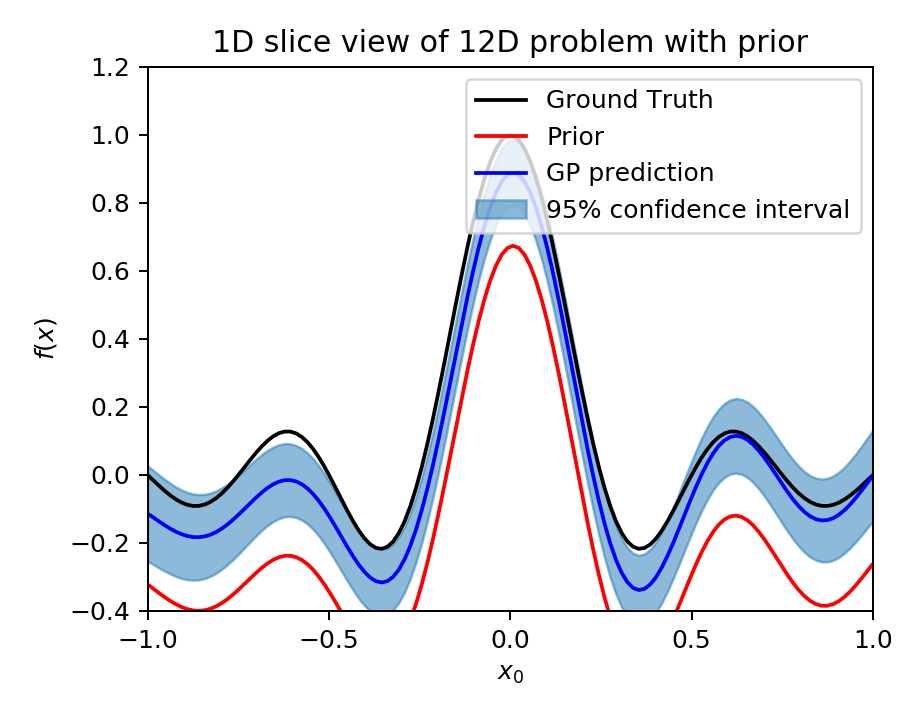 1D slice view of 12D problem with prior
1.2
1.0
0.8
0.6
0.4
0.2
0.0
−0.2
−0.4
f(x)
Ground Truth
Prior
GP prediction
95% confidence interval
−1.0 −0.5 0.0 0.5 1.0
x₀